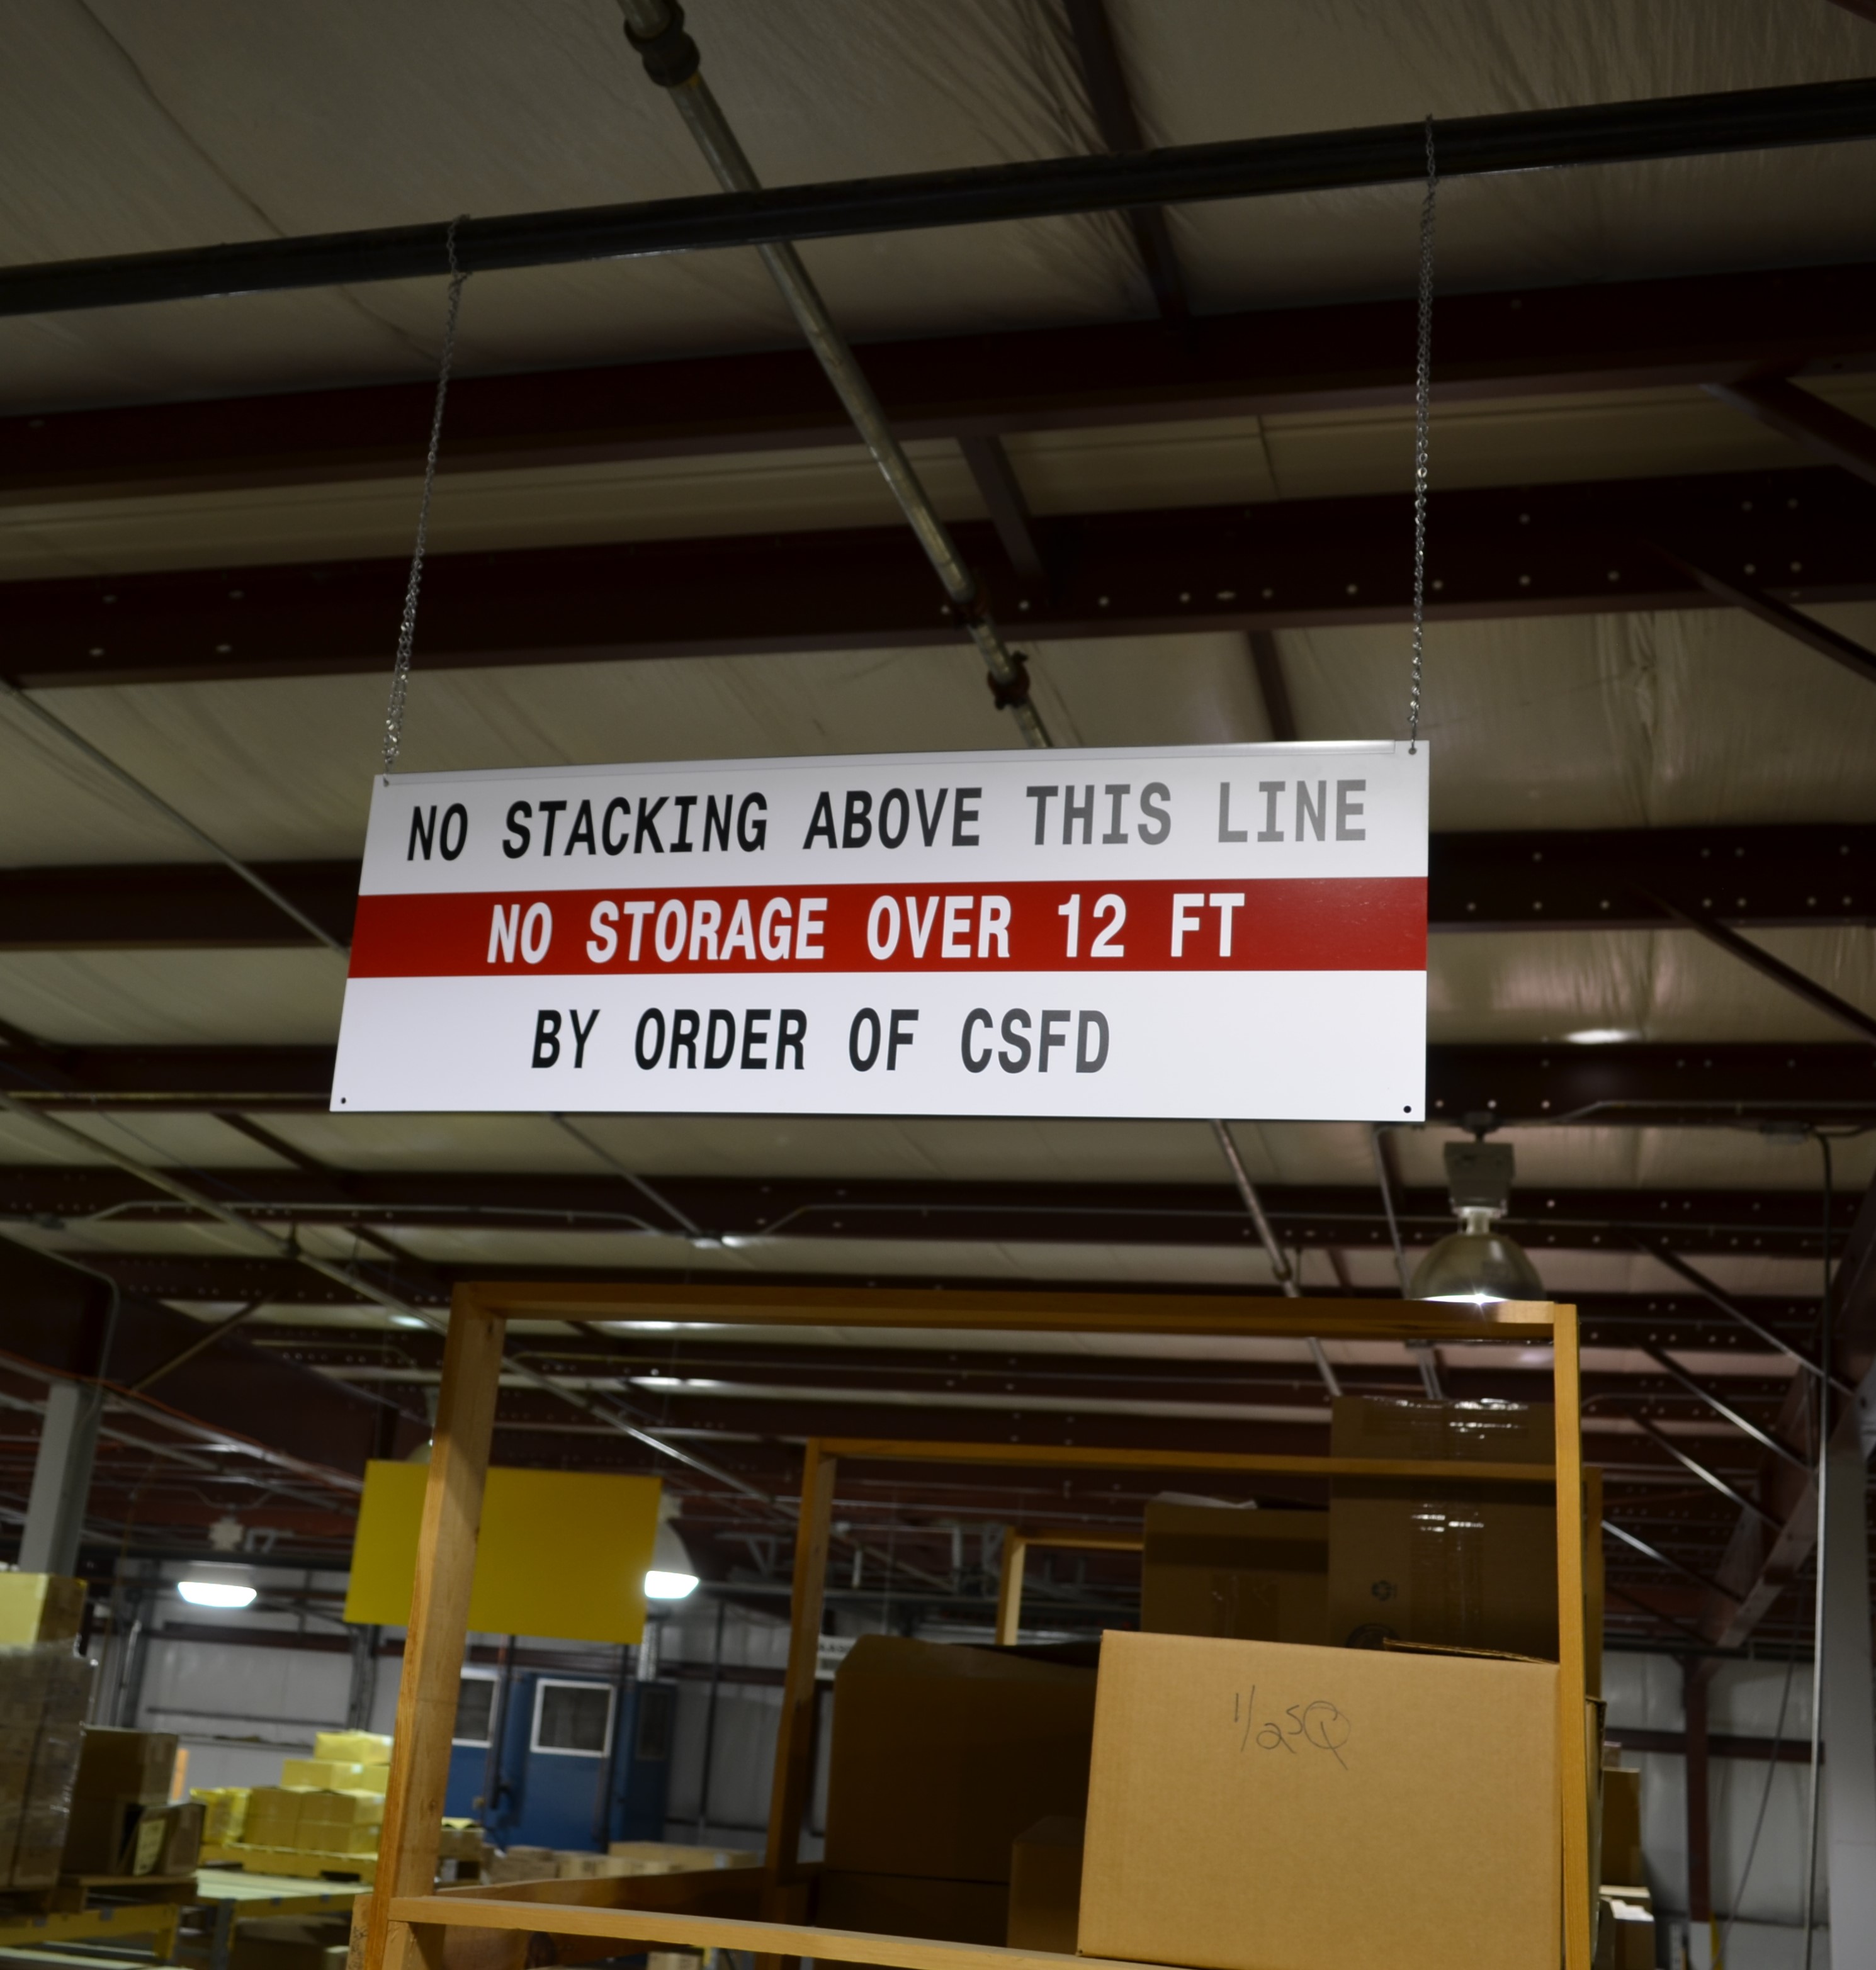 NO STACKING ABOVE THIS LINE
NO STORAGE OVER 12 FT
BY ORDER OF CSFD